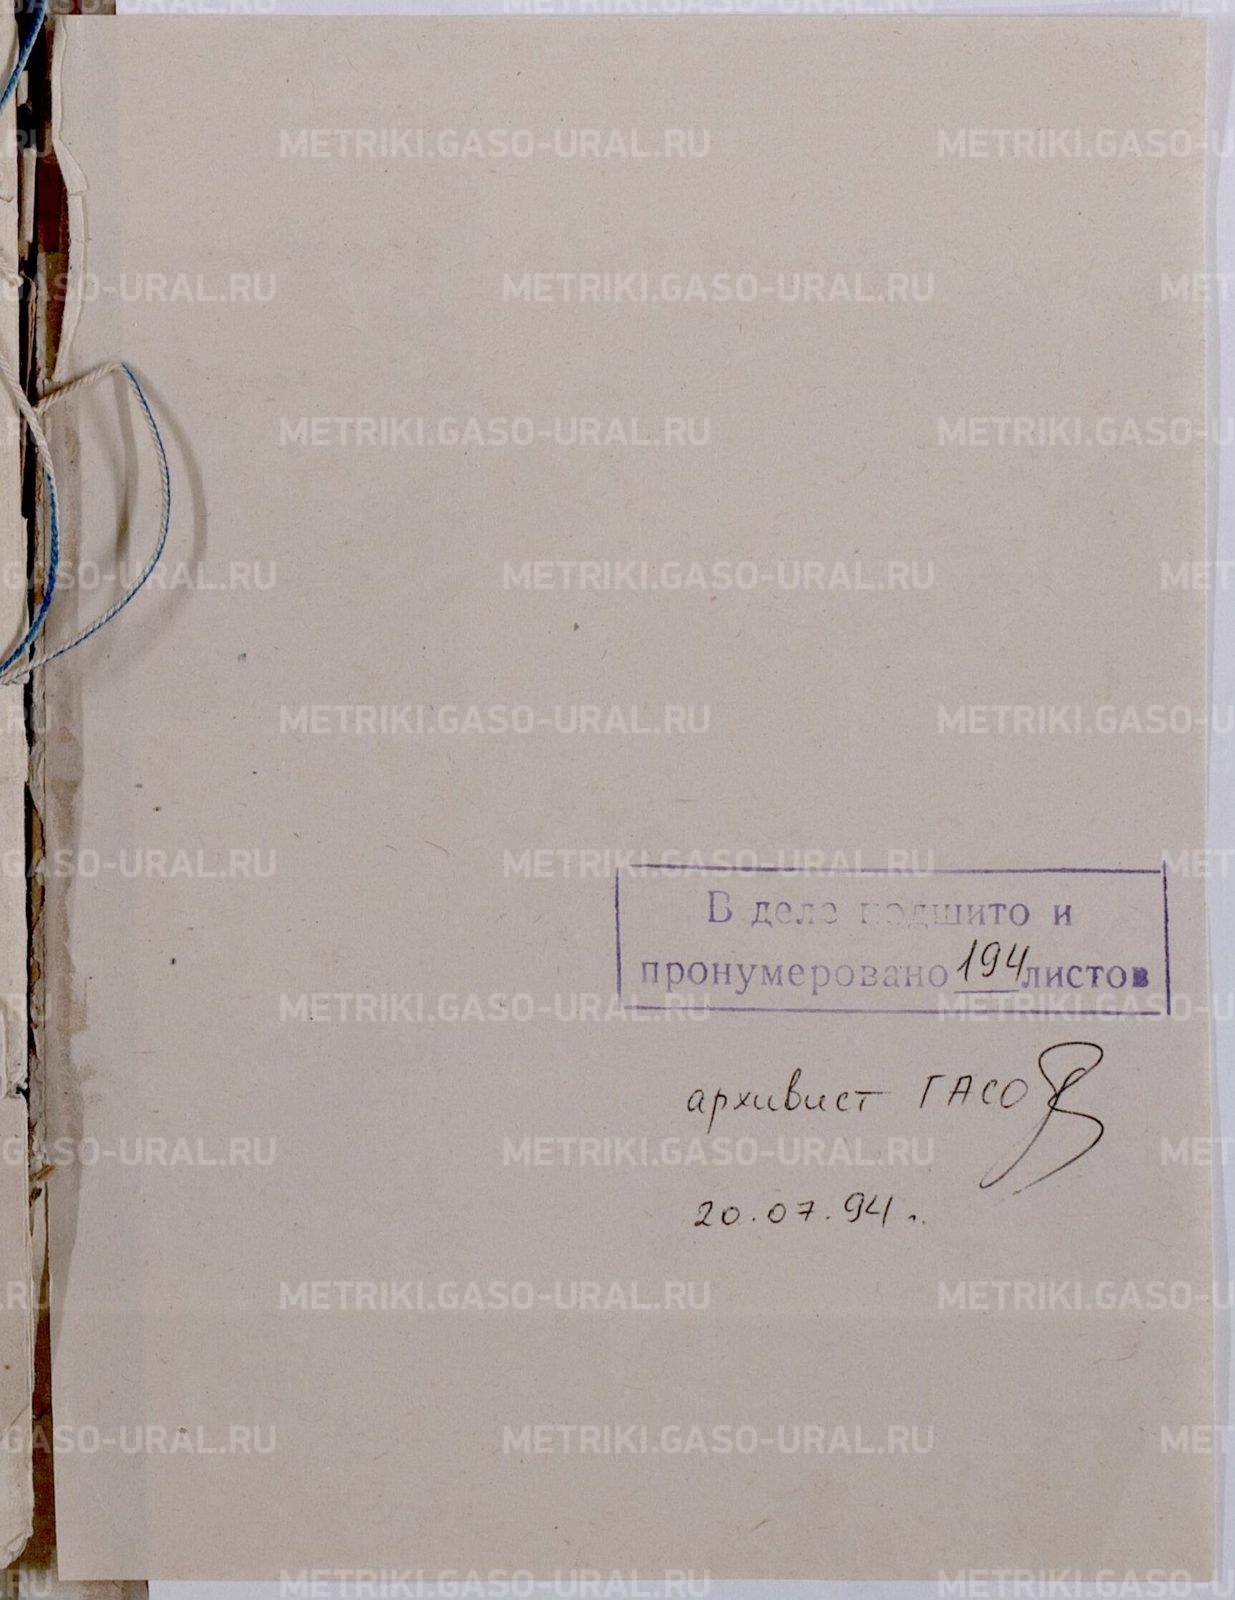 В деле подшито и
пронумеровано 194 листов
архивист ГАСО
20.07.94 г.
METRIKI.GASO-URAL.RU